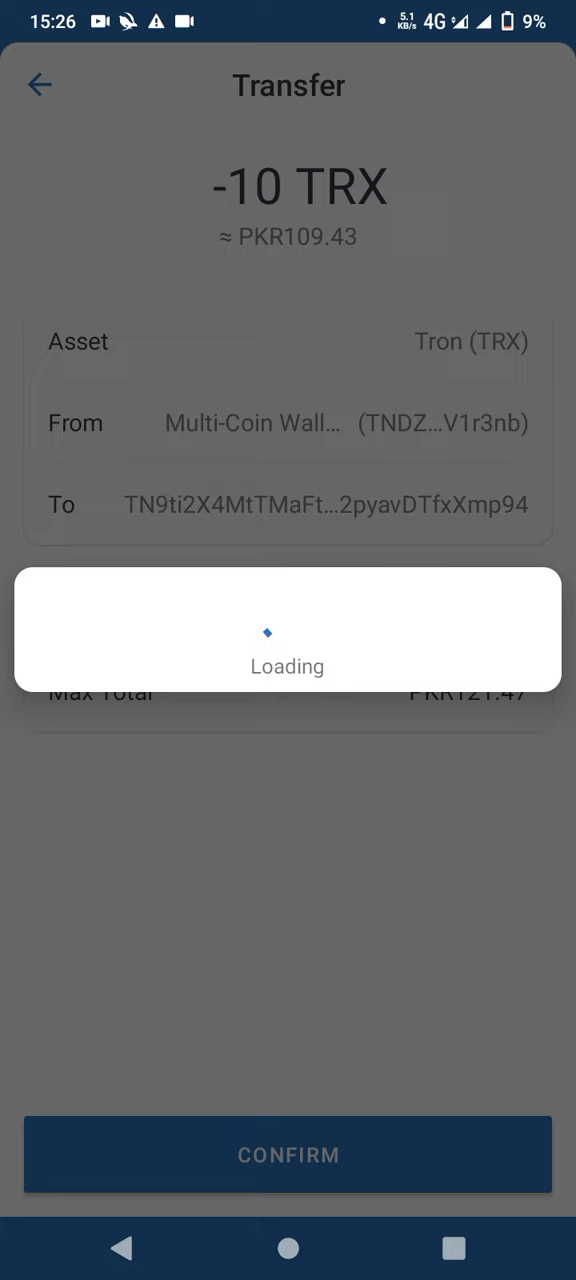 15:26 5.1 KB/s 4G 9%
Transfer
-10 TRX
≈ PKR109.43
Asset Tron (TRX)
From Multi-Coin Wall... (TNDZ...V1r3nb)
To TN9ti2X4MtTMaFt...2pyavDTfxXmp94
Loading
Max Total PKR121.47
CONFIRM